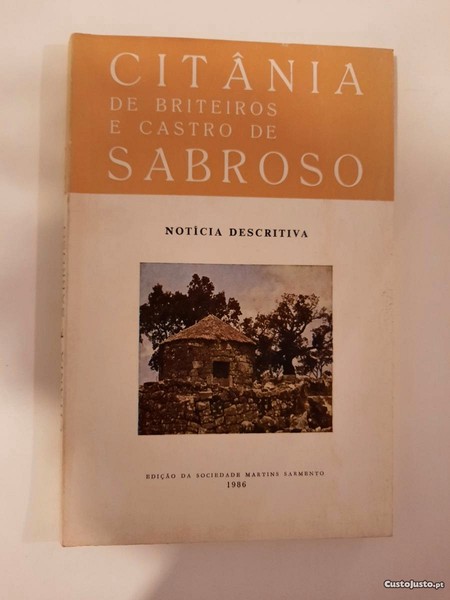 CITÂNIA
DE BRITEIROS
E CASTRO DE
SABROSO
NOTÍCIA DESCRITIVA
EDIÇÃO DA SOCIEDADE MARTINS SARMENTO
1986
CustoJusto.pt